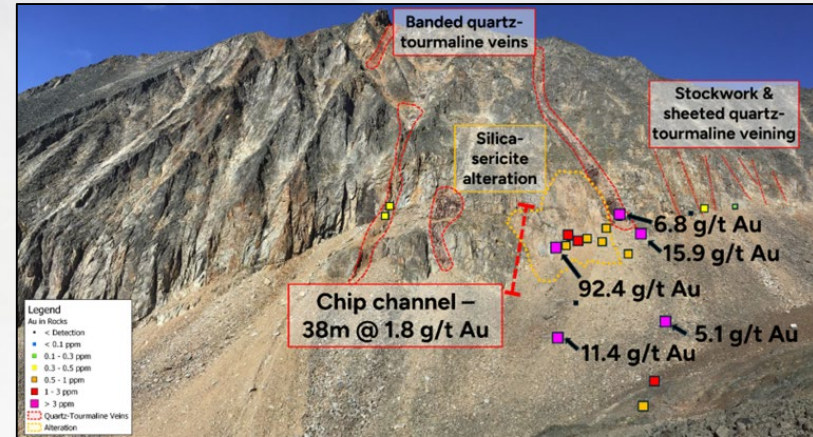 Banded quartz-
tourmaline veins
Stockwork &
sheeted quartz-
tourmaline veining
Silica-
sericite
alteration
6.8 g/t Au
15.9 g/t Au
92.4 g/t Au
Chip channel –
38m @ 1.8 g/t Au
5.1 g/t Au
11.4 g/t Au
Legend
Au in Rocks
< Detection
< 0.1 ppm
0.1 - 0.3 ppm
0.3 - 0.5 ppm
0.5 - 1 ppm
1 - 3 ppm
> 3 ppm
Quartz-Tourmaline Veins
Alteration